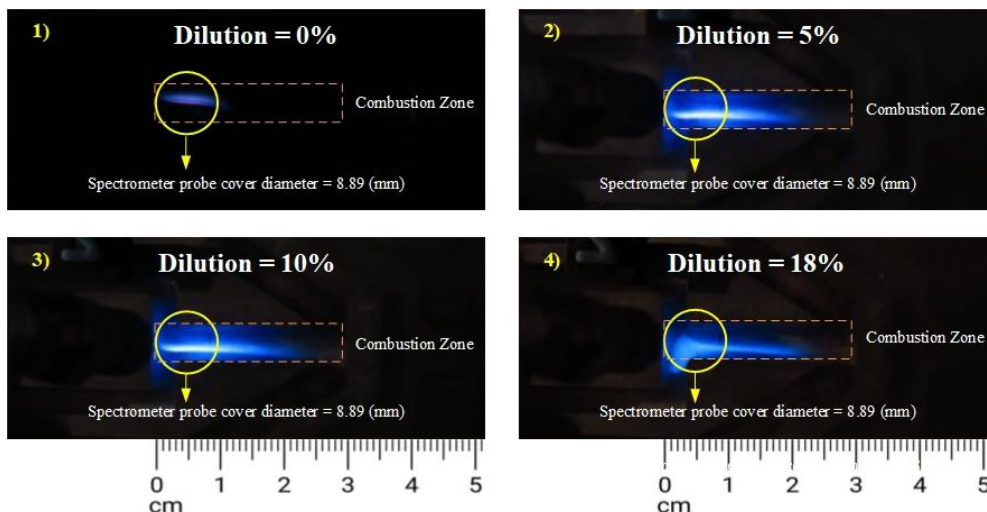 1)
Dilution = 0%
Combustion Zone
Spectrometer probe cover diameter = 8.89 (mm)
2)
Dilution = 5%
Combustion Zone
Spectrometer probe cover diameter = 8.89 (mm)
3)
Dilution = 10%
Combustion Zone
Spectrometer probe cover diameter = 8.89 (mm)
4)
Dilution = 18%
Combustion Zone
Spectrometer probe cover diameter = 8.89 (mm)
0 1 2 3 4 5
cm
0 1 2 3 4 5
cm